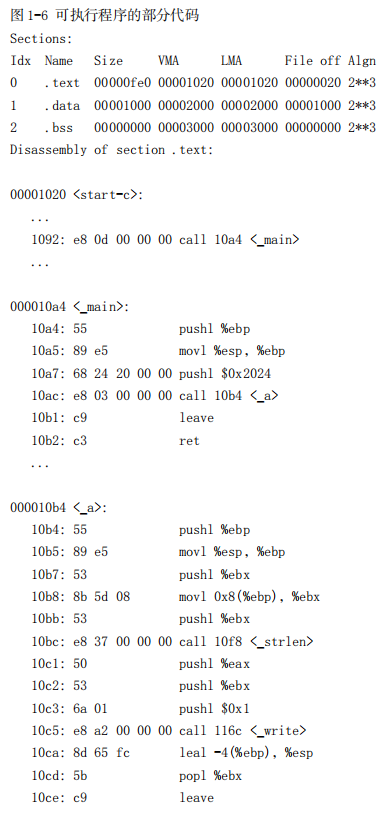 图1-6 可执行程序的部分代码
Sections:
Idx Name Size VMA LMA File off Algn
0 .text 00000fe0 00001020 00001020 00000020 2**3
1 .data 00001000 00002000 00002000 00001000 2**3
2 .bss 00000000 00003000 00003000 00000000 2**3
Disassembly of section .text:
00001020 <start-c>:
...
1092: e8 0d 00 00 00 call 10a4 <_main>
...
000010a4 <_main>:
10a4: 55 pushl %ebp
10a5: 89 e5 movl %esp, %ebp
10a7: 68 24 20 00 00 pushl $0x2024
10ac: e8 03 00 00 00 call 10b4 <_a>
10b1: c9 leave
10b2: c3 ret
...
000010b4 <_a>:
10b4: 55 pushl %ebp
10b5: 89 e5 movl %esp, %ebp
10b7: 53 pushl %ebx
10b8: 8b 5d 08 movl 0x8(%ebp), %ebx
10bb: 53 pushl %ebx
10bc: e8 37 00 00 00 call 10f8 <_strlen>
10c1: 50 pushl %eax
10c2: 53 pushl %ebx
10c3: 6a 01 pushl $0x1
10c5: e8 a2 00 00 00 call 116c <_write>
10ca: 8d 65 fc leal -4(%ebp), %esp
10cd: 5b popl %ebx
10ce: c9 leave